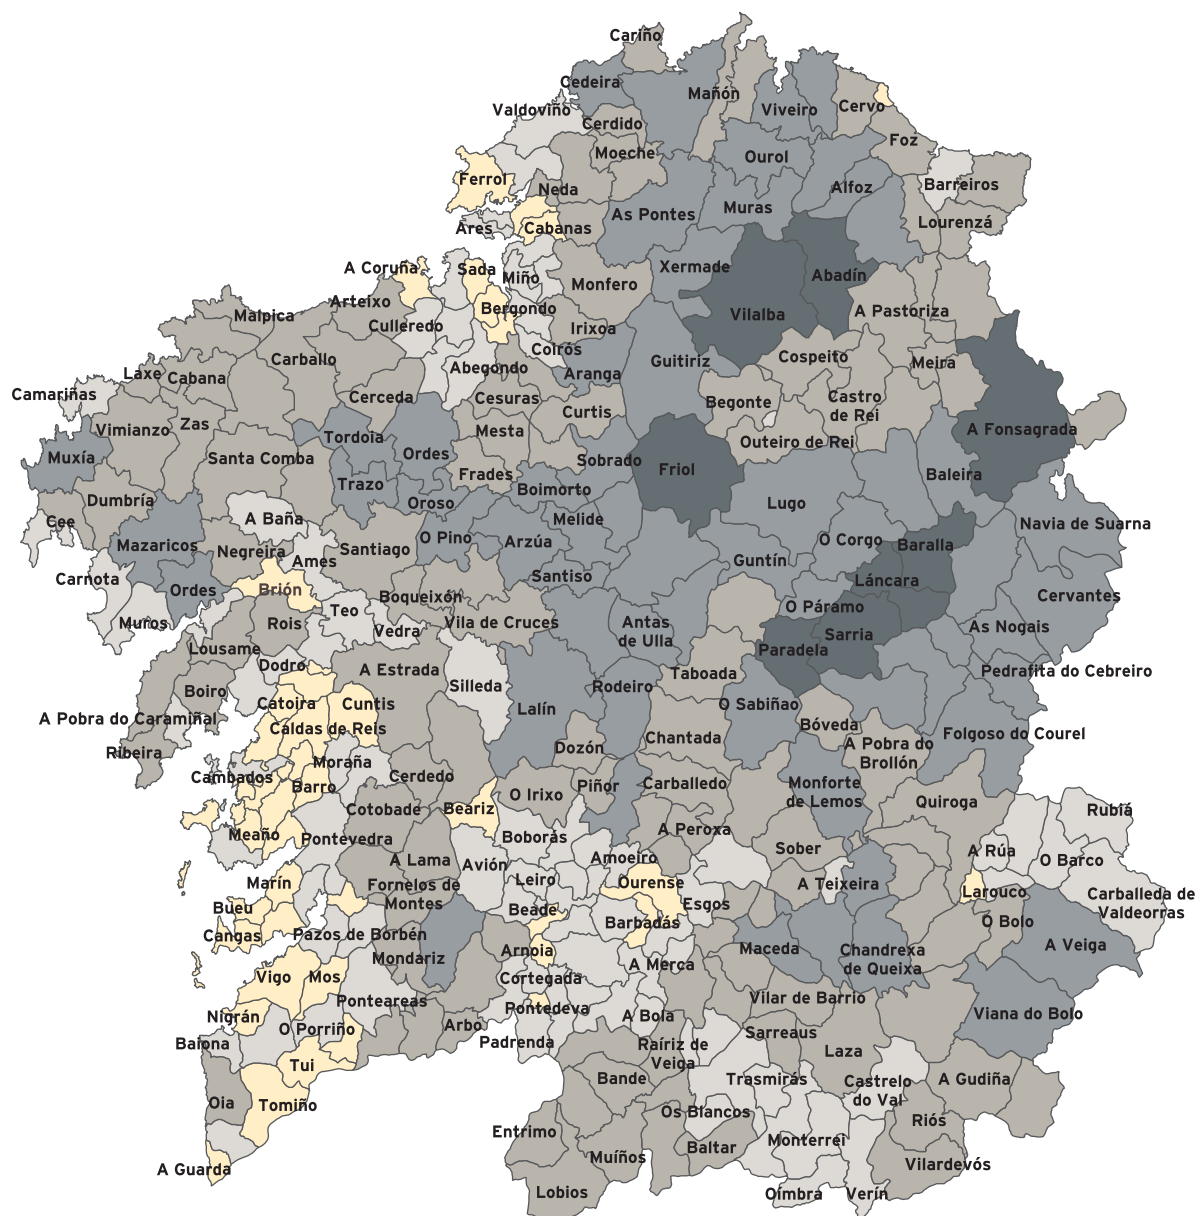 Cariño
Cedeira
Mañón
Valdoviño
Viveiro
Cervo
Cerdido
Foz
Moeche
Ourol
Ferrol
Neda
Alfoz
Barreiros
As Pontes
Muras
Lourenzá
Ares
Cabanas
A Coruña
Sada
Miño
Xermade
Abadín
Monfero
Arteixo
Bergondo
A Pastoriza
Malpica
Culleredo
Irixoa
Vilalba
Coirós
Carballo
Guitiriz
Cospeito
Meira
Laxe
Cabana
Abegondo
Aranga
Camariñas
Cerceda
Cesuras
Curtis
Begonte
Castro
de Rei
Vimianzo
Zas
Tordoia
Mesta
Outeiro de Rei
A Fonsagrada
Muxía
Santa Comba
Ordes
Sobrado
Friol
Trazo
Frades
Boimorto
Baleira
Dumbría
Oroso
Lugo
Cee
A Baña
Melide
Navia de Suarna
Mazaricos
Negreira
Santiago
O Pino
Arzúa
O Corgo
Baralla
Ames
Guntín
Carnota
Ordes
Brión
Santiso
Láncara
Boqueixón
Cervantes
Muros
Rois
Teo
Vedra
Vila de Cruces
Antas
de Ulla
O Páramo
As Nogais
Sarria
Lousame
Paradela
Dodro
A Estrada
Taboada
Pedrafita do Cebreiro
Boiro
Silleda
Rodeiro
Catoira
Cuntis
Lalín
O Sabiñao
A Pobra do Caramiñal
Caldas de Reis
Bóveda
Folgoso do Courel
Ribeira
Dozón
Chantada
A Pobra do
Brollón
Moraña
Cambados
Cerdedo
Barro
O Irixo
Piñor
Carballedo
Monforte
de Lemos
Quiroga
Cotobade
Beariz
Rubiá
Meaño
Pontevedra
Boborás
A Peroxa
Sober
A Rúa
A Lama
Avión
Amoeiro
O Barco
Marín
Fornelos de
Montes
Leiro
Ourense
A Teixeira
Larouco
Carballeda de
Valdeorras
Bueu
Beade
Esgos
Barbadás
O Bolo
Cangas
Pazos de Borbén
Arnoia
Maceda
Chandrexa
de Queixa
A Veiga
Mondariz
A Merca
Vigo
Mos
Cortegada
Ponteareas
Vilar de Barrio
Nigrán
Pontedeva
A Bola
Viana do Bolo
O Porriño
Arbo
Baiona
Padrenda
Raíriz de
Veiga
Sarreaus
Laza
Tui
Bande
Trasmirás
Castrelo
do Val
A Gudiña
Oia
Tomiño
Os Blancos
Riós
Entrimo
Monterrei
Baltar
A Guarda
Muíños
Vilardevós
Lobios
Oímbra
Verín